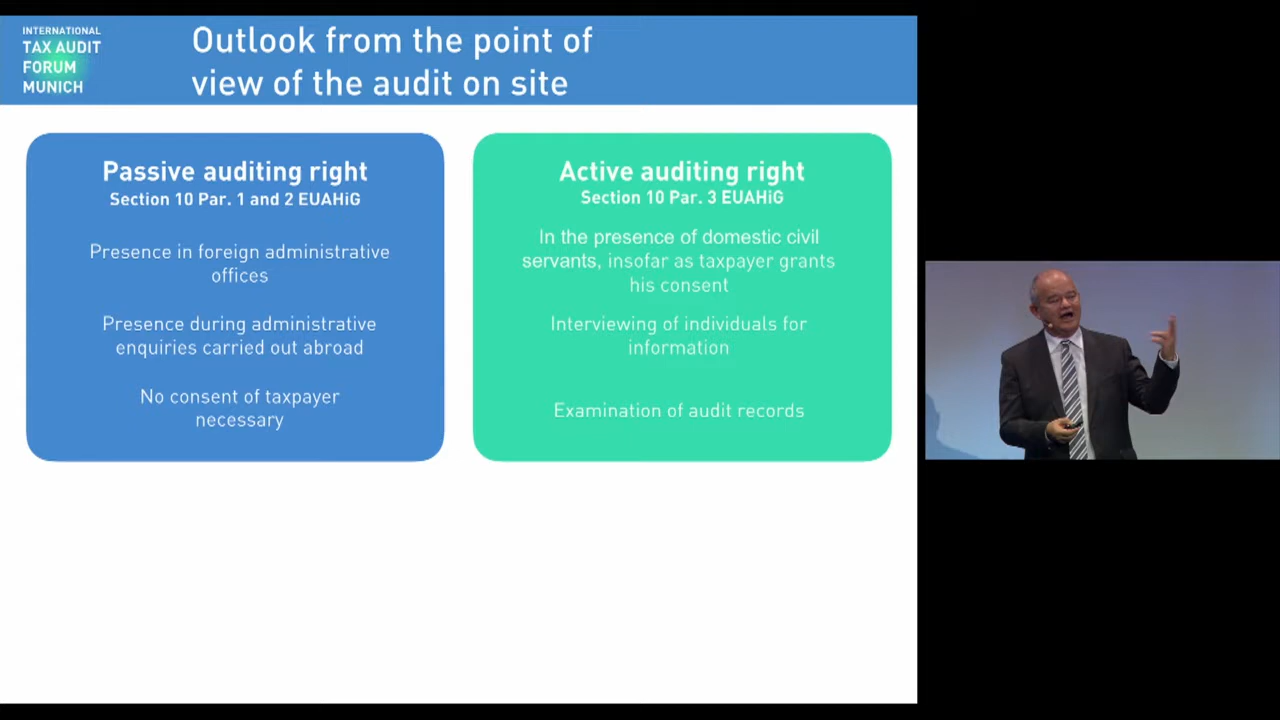 INTERNATIONAL
TAX AUDIT
FORUM
MUNICH
Outlook from the point of
view of the audit on site
Passive auditing right
Section 10 Par. 1 and 2 EUAHiG
Presence in foreign administrative
offices
Presence during administrative
enquiries carried out abroad
No consent of taxpayer
necessary
Active auditing right
Section 10 Par. 3 EUAHiG
In the presence of domestic civil
servants, insofar as taxpayer grants
his consent
Interviewing of individuals for
information
Examination of audit records